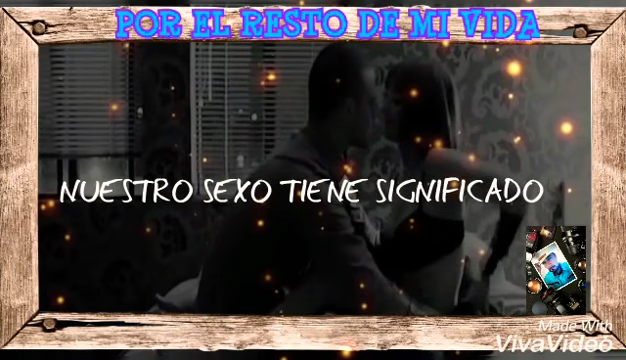 POR EL RESTO DE MI VIDA
NUESTRO SEXO TIENE SIGNIFICADO
Made With
VivaVideo